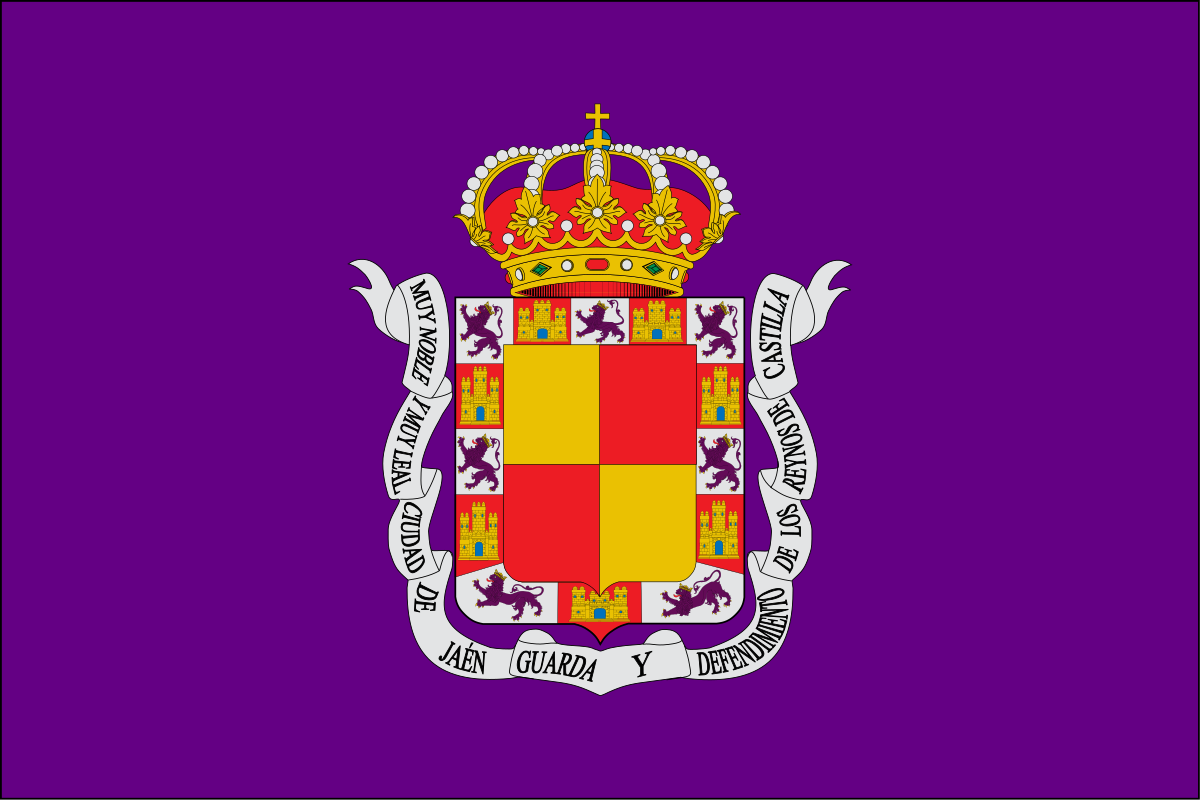 MUY NOBLE
Y MUY LEAL
CIUDAD
DE
JAÉN
GUARDA
Y
DEFENDIMIENTO
DE LOS
REYNOS DE
CASTILLA